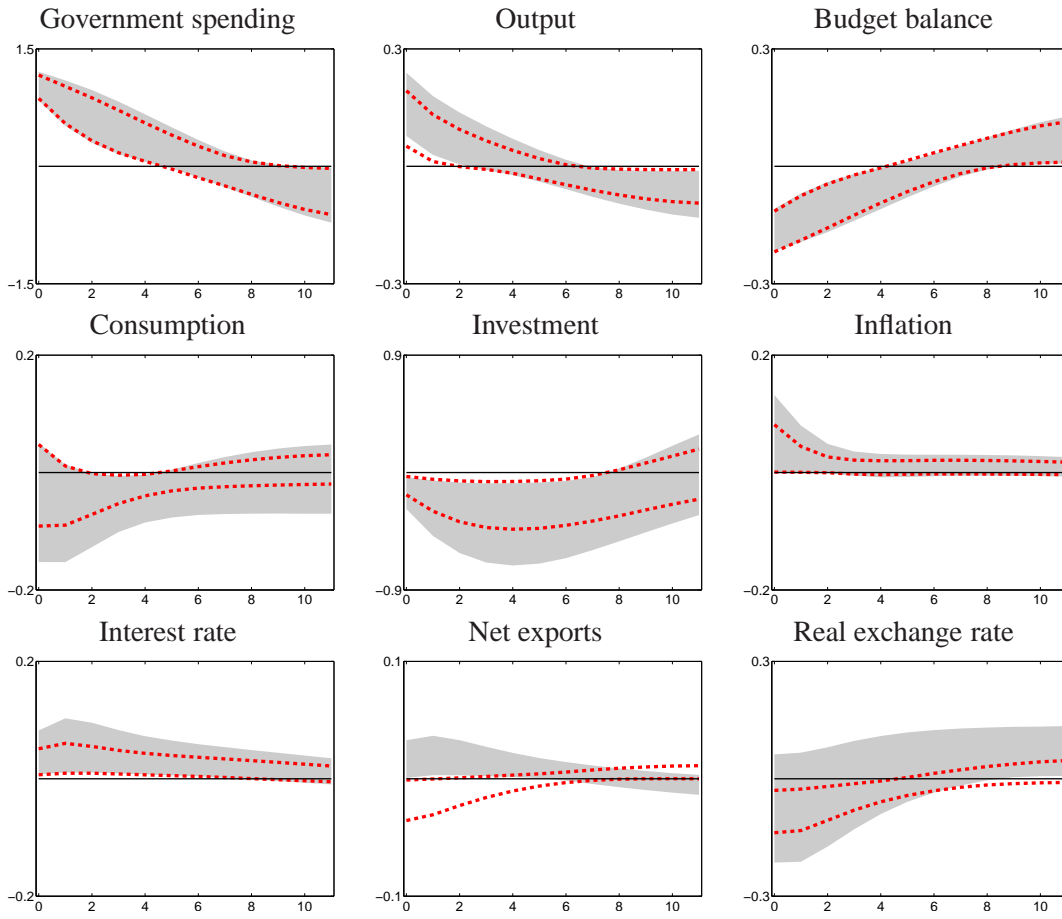 Government spending Output Budget balance
1.5 0.3 0.3
−1.5 −0.3 −0.3
0 2 4 6 8 10 0 2 4 6 8 10 0 2 4 6 8 10
Consumption Investment Inflation
0.2 0.9 0.2
−0.2 −0.9 −0.2
0 2 4 6 8 10 0 2 4 6 8 10 0 2 4 6 8 10
Interest rate Net exports Real exchange rate
0.2 0.1 0.3
−0.2 −0.1 −0.3
0 2 4 6 8 10 0 2 4 6 8 10 0 2 4 6 8 10